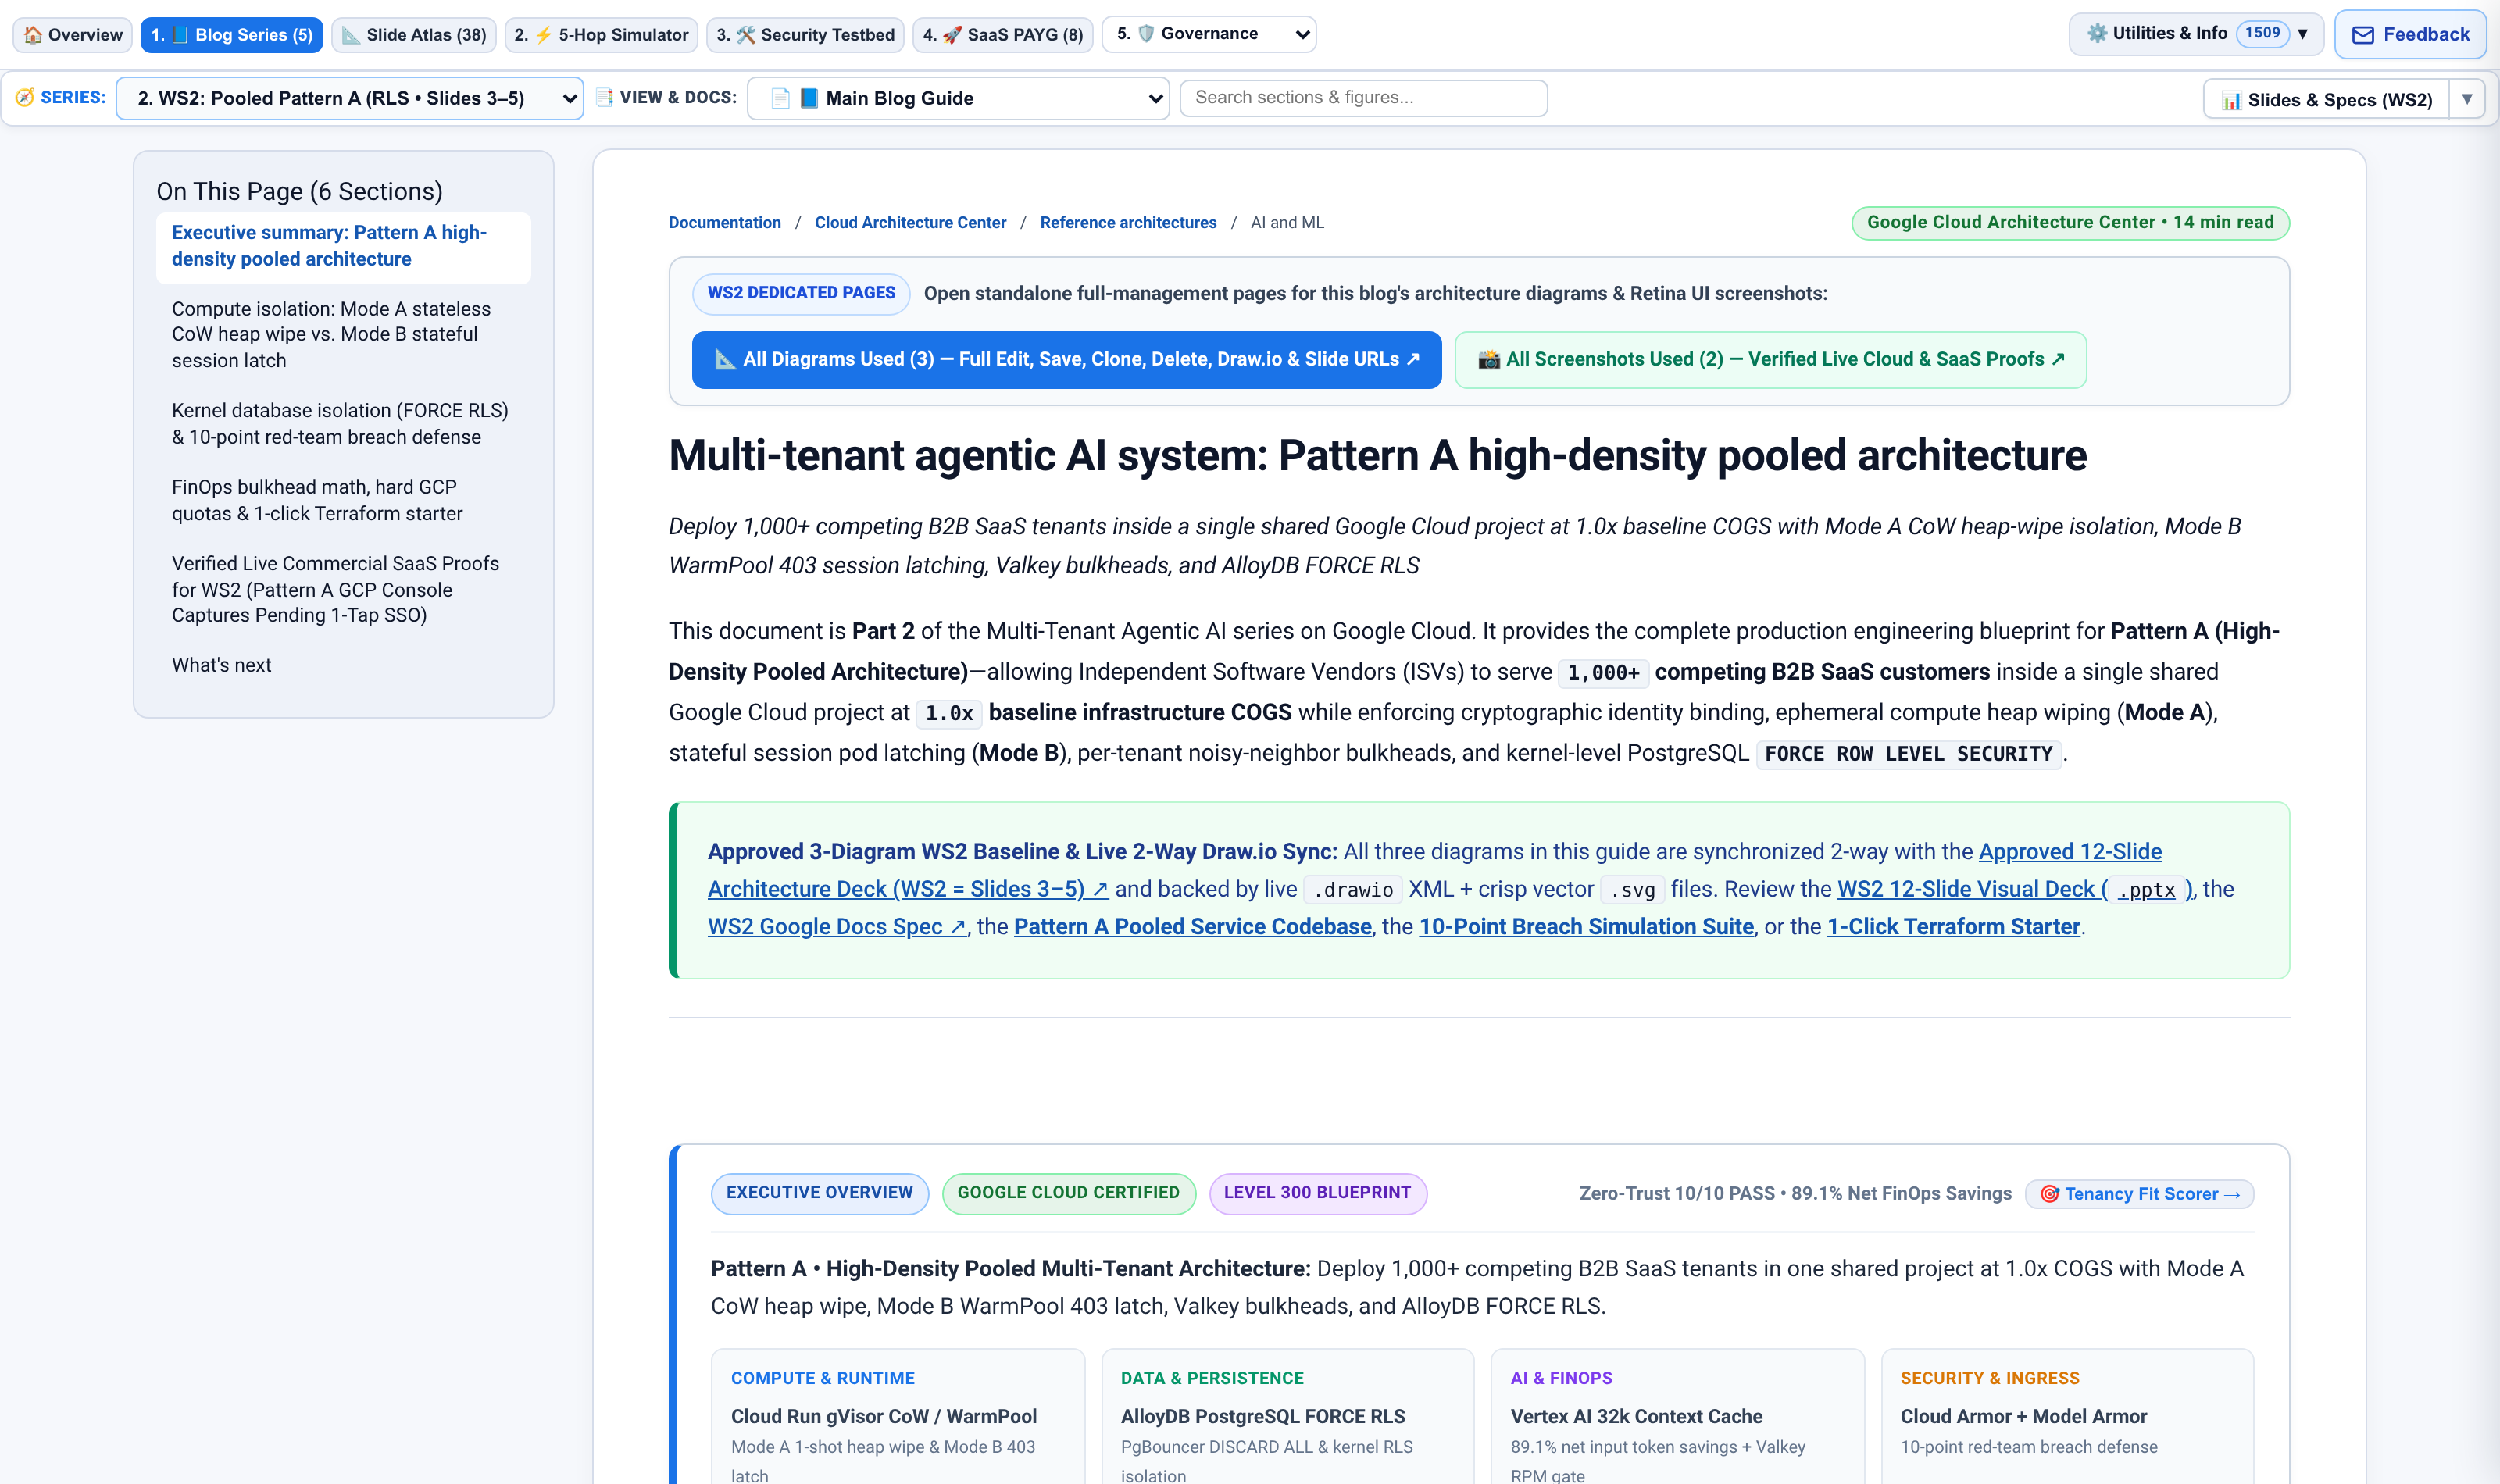 🏠 Overview
1. 📘 Blog Series (5)
📐 Slide Atlas (38)
2. ⚡ 5-Hop Simulator
3. 🛠️ Security Testbed
4. 🚀 SaaS PAYG (8)
5. 🛡️ Governance
⚙️ Utilities & Info 1509 ▼
Feedback
🧭 SERIES:
2. WS2: Pooled Pattern A (RLS • Slides 3–5)
📑 VIEW & DOCS:
📄 📘 Main Blog Guide
Search sections & figures...
📊 Slides & Specs (WS2) ▼
On This Page (6 Sections)
Executive summary: Pattern A high-
density pooled architecture
Compute isolation: Mode A stateless
CoW heap wipe vs. Mode B stateful
session latch
Kernel database isolation (FORCE RLS)
& 10-point red-team breach defense
FinOps bulkhead math, hard GCP
quotas & 1-click Terraform starter
Verified Live Commercial SaaS Proofs
for WS2 (Pattern A GCP Console
Captures Pending 1-Tap SSO)
What's next
Documentation / Cloud Architecture Center / Reference architectures / AI and ML
Google Cloud Architecture Center • 14 min read
WS2 DEDICATED PAGES Open standalone full-management pages for this blog's architecture diagrams & Retina UI screenshots:
📐 All Diagrams Used (3) — Full Edit, Save, Clone, Delete, Draw.io & Slide URLs ↗
📸 All Screenshots Used (2) — Verified Live Cloud & SaaS Proofs ↗
Multi-tenant agentic AI system: Pattern A high-density pooled architecture
Deploy 1,000+ competing B2B SaaS tenants inside a single shared Google Cloud project at 1.0x baseline COGS with Mode A CoW heap-wipe isolation, Mode B
WarmPool 403 session latching, Valkey bulkheads, and AlloyDB FORCE RLS
This document is Part 2 of the Multi-Tenant Agentic AI series on Google Cloud. It provides the complete production engineering blueprint for Pattern A (High-
Density Pooled Architecture)—allowing Independent Software Vendors (ISVs) to serve 1,000+ competing B2B SaaS customers inside a single shared
Google Cloud project at 1.0x baseline infrastructure COGS while enforcing cryptographic identity binding, ephemeral compute heap wiping (Mode A),
stateful session pod latching (Mode B), per-tenant noisy-neighbor bulkheads, and kernel-level PostgreSQL FORCE ROW LEVEL SECURITY.
Approved 3-Diagram WS2 Baseline & Live 2-Way Draw.io Sync: All three diagrams in this guide are synchronized 2-way with the Approved 12-Slide
Architecture Deck (WS2 = Slides 3–5) ↗ and backed by live .drawio XML + crisp vector .svg files. Review the WS2 12-Slide Visual Deck (.pptx), the
WS2 Google Docs Spec ↗, the Pattern A Pooled Service Codebase, the 10-Point Breach Simulation Suite, or the 1-Click Terraform Starter.
EXECUTIVE OVERVIEW
GOOGLE CLOUD CERTIFIED
LEVEL 300 BLUEPRINT
Zero-Trust 10/10 PASS • 89.1% Net FinOps Savings
🎯 Tenancy Fit Scorer →
Pattern A • High-Density Pooled Multi-Tenant Architecture: Deploy 1,000+ competing B2B SaaS tenants in one shared project at 1.0x COGS with Mode A
CoW heap wipe, Mode B WarmPool 403 latch, Valkey bulkheads, and AlloyDB FORCE RLS.
COMPUTE & RUNTIME
Cloud Run gVisor CoW / WarmPool
Mode A 1-shot heap wipe & Mode B 403
latch
DATA & PERSISTENCE
AlloyDB PostgreSQL FORCE RLS
PgBouncer DISCARD ALL & kernel RLS
isolation
AI & FINOPS
Vertex AI 32k Context Cache
89.1% net input token savings + Valkey
RPM gate
SECURITY & INGRESS
Cloud Armor + Model Armor
10-point red-team breach defense